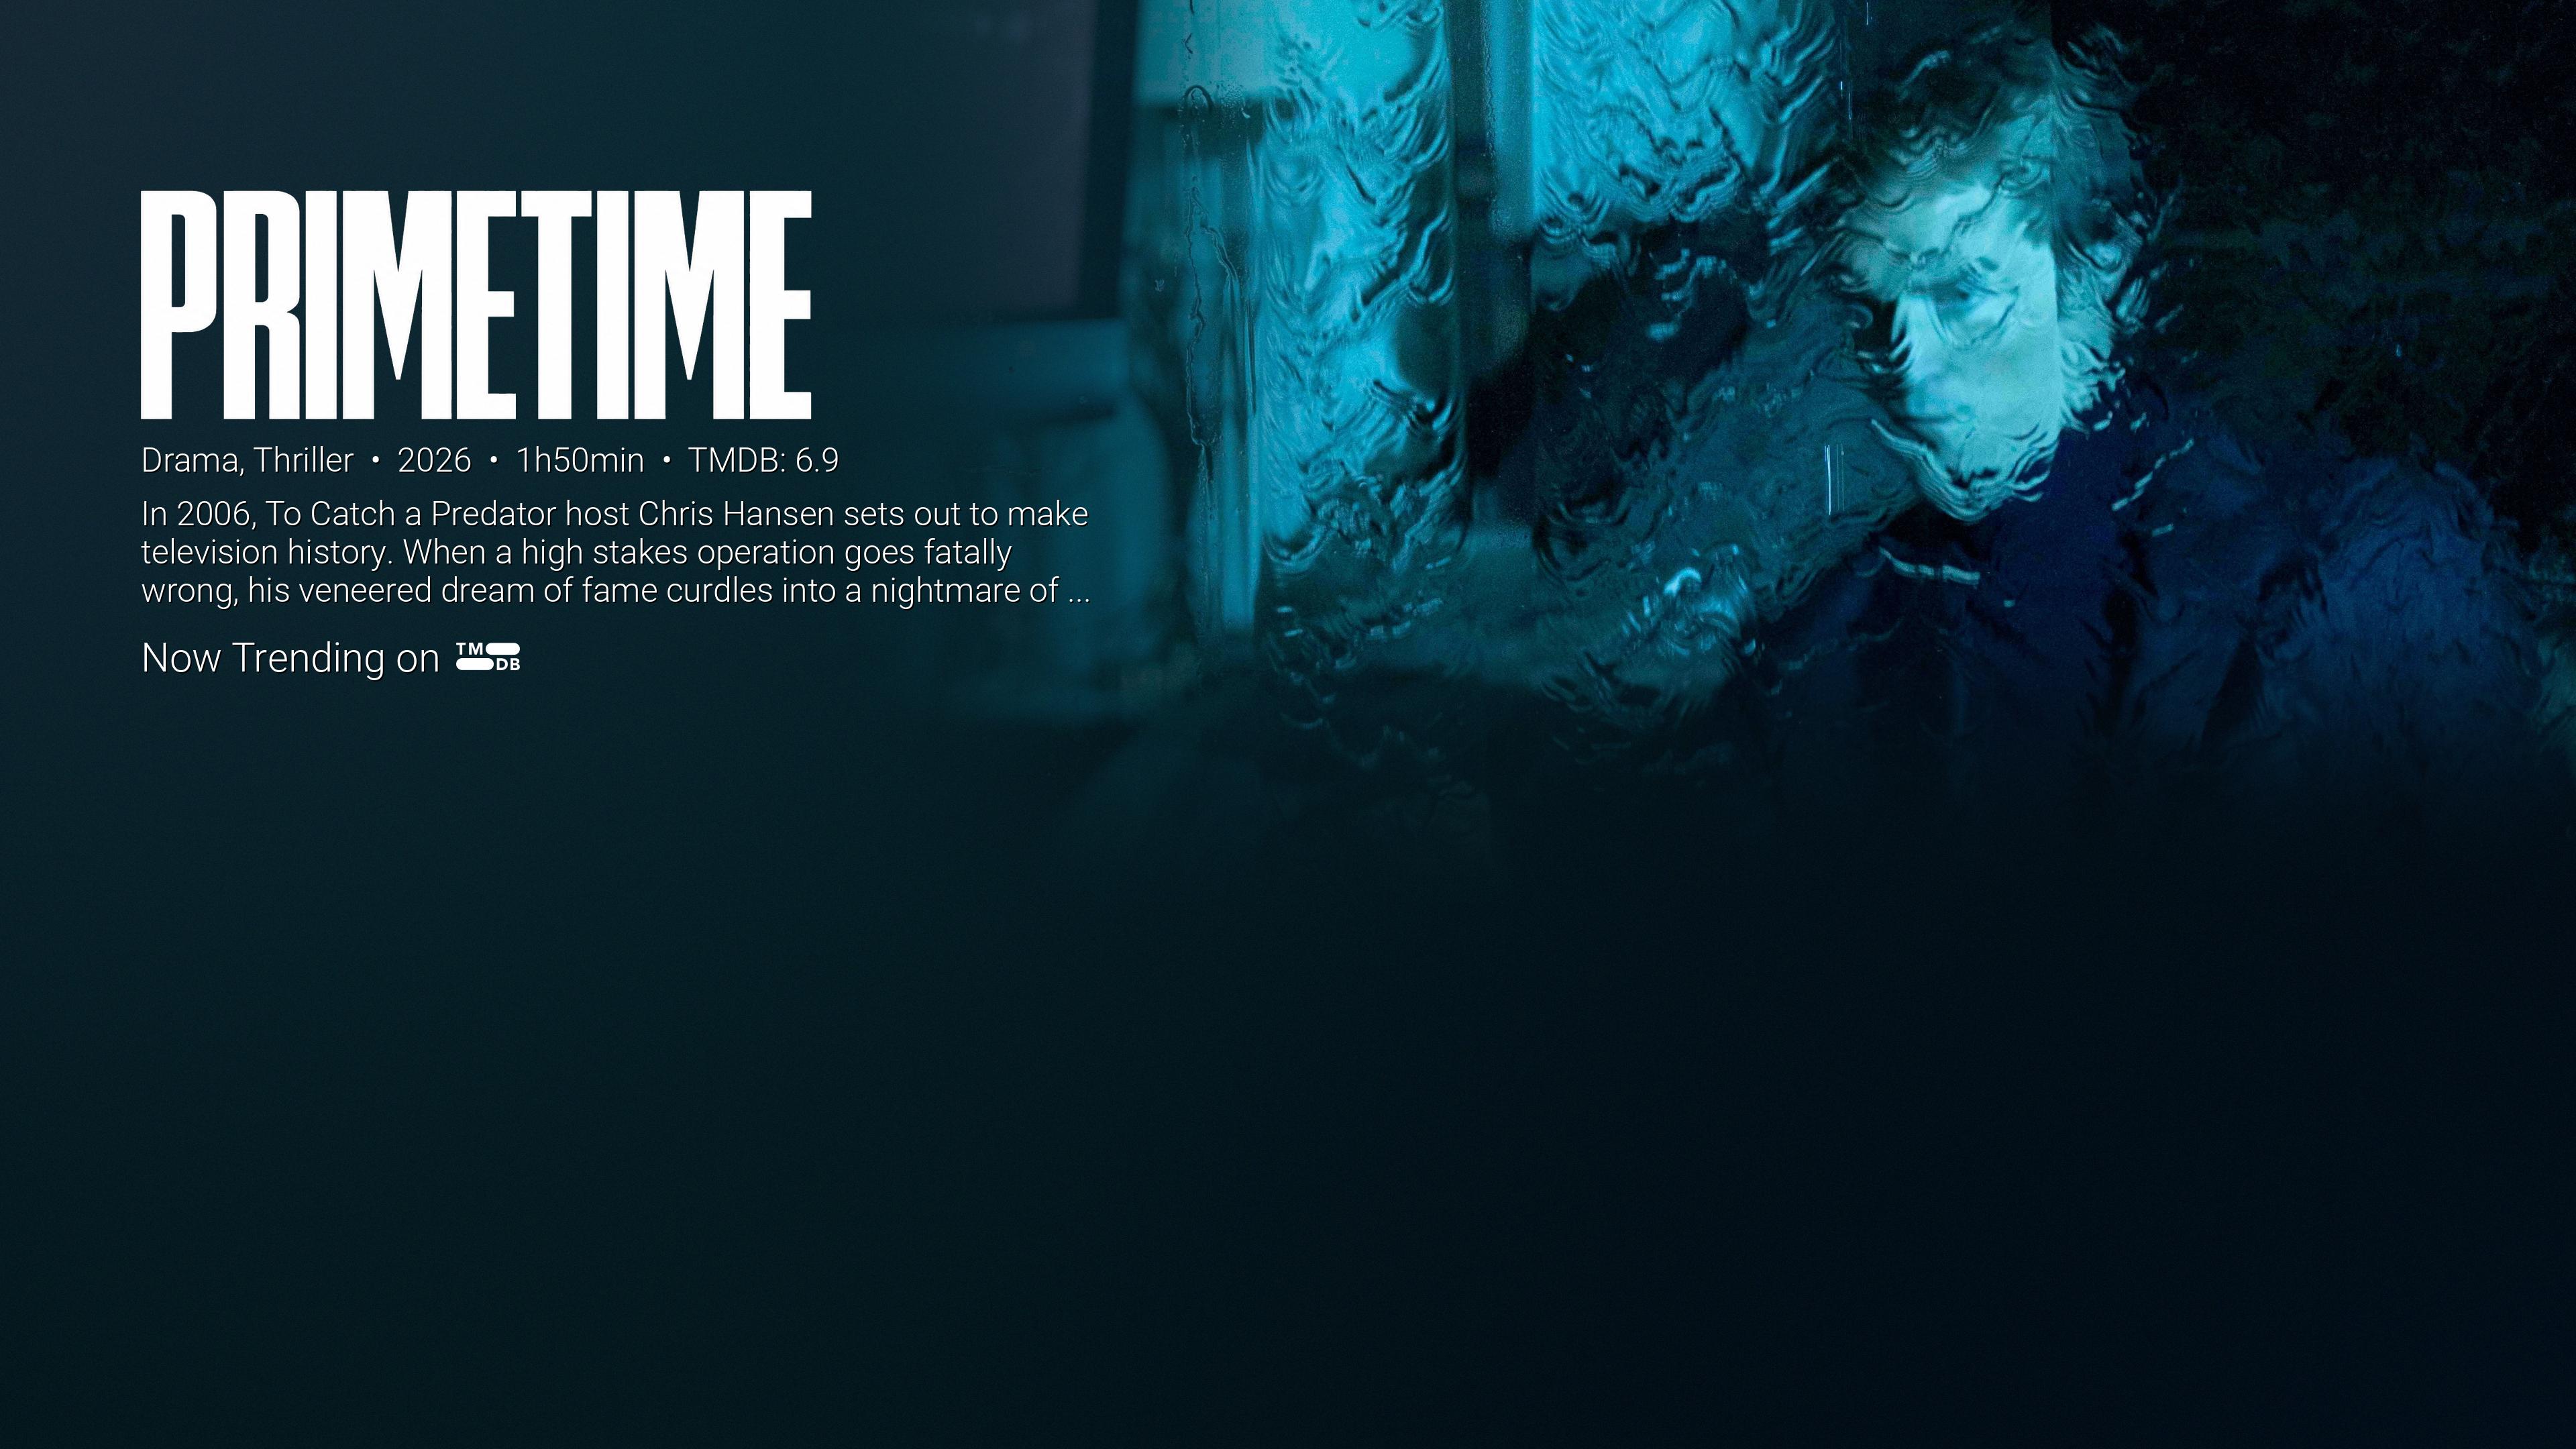 PRIMETIME
Drama, Thriller • 2026 • 1h50min • TMDB: 6.9
In 2006, To Catch a Predator host Chris Hansen sets out to make
television history. When a high stakes operation goes fatally
wrong, his veneered dream of fame curdles into a nightmare of ...
Now Trending on TMDB